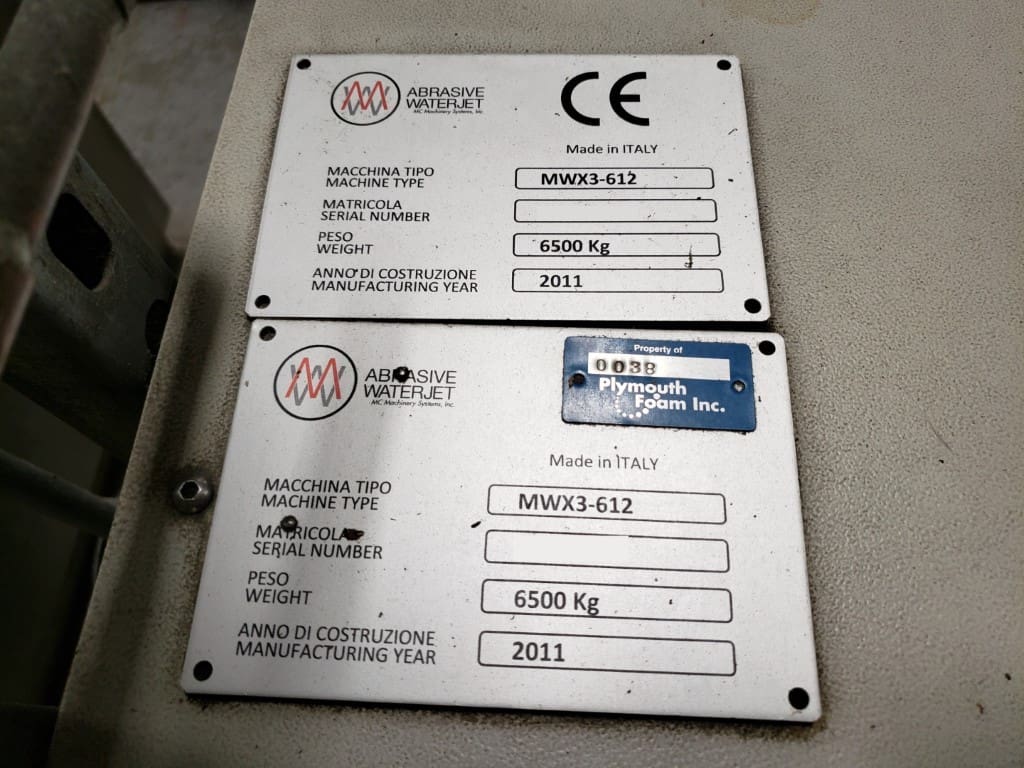 ABRASIVE
WATERJET
MC Machinery Systems, Inc.
CE
Made in ITALY
MACCHINA TIPO
MACHINE TYPE
MWX3-612
MATRICOLA
SERIAL NUMBER
PESO
WEIGHT
6500 Kg
ANNO DI COSTRUZIONE
MANUFACTURING YEAR
2011
ABRASIVE
WATERJET
MC Machinery Systems, Inc.
Property of
0038
Plymouth
Foam Inc.
Made in ITALY
MACCHINA TIPO
MACHINE TYPE
MWX3-612
MATRICOLA
SERIAL NUMBER
PESO
WEIGHT
6500 Kg
ANNO DI COSTRUZIONE
MANUFACTURING YEAR
2011